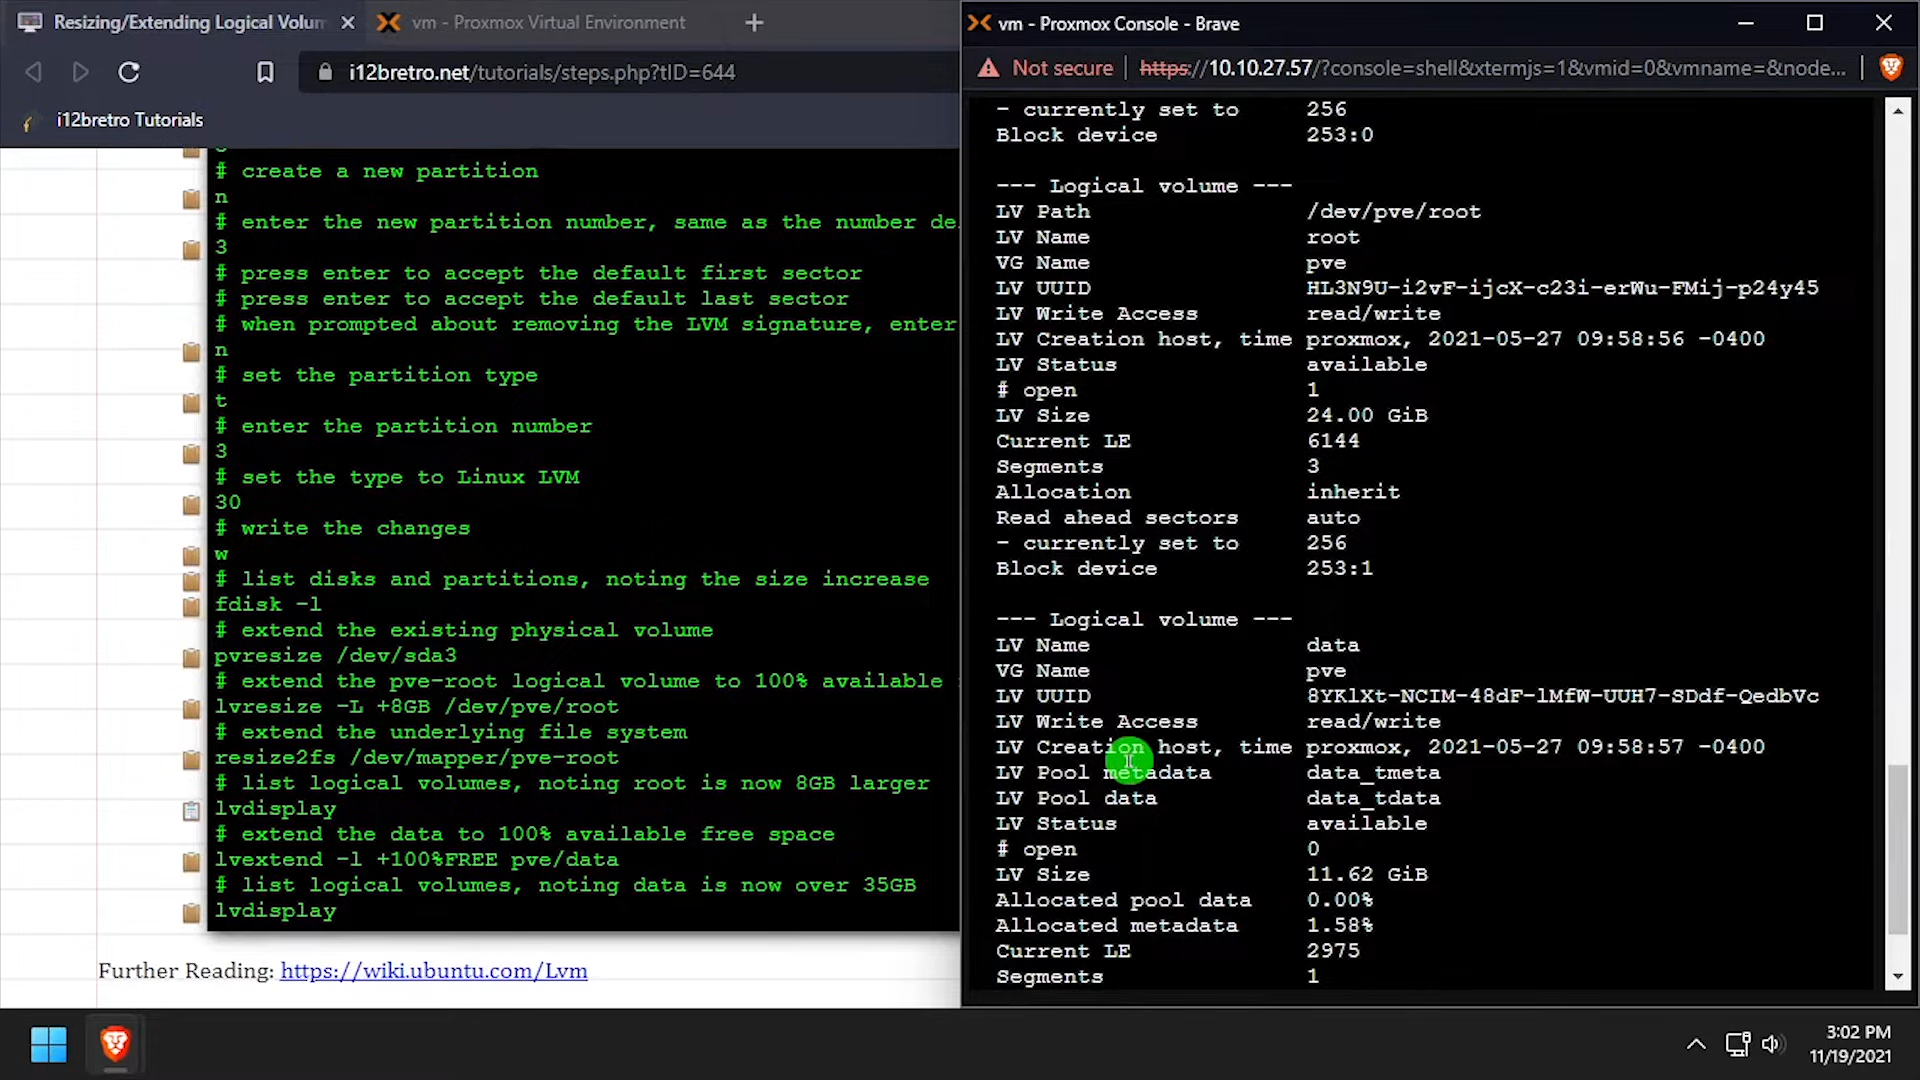 Resizing/Extending Logical Volum
vm - Proxmox Virtual Environment
i12bretro.net/tutorials/steps.php?tID=644
i12bretro Tutorials
# create a new partition
n
# enter the new partition number, same as the number de
3
# press enter to accept the default first sector
# press enter to accept the default last sector
# when prompted about removing the LVM signature, enter
n
# set the partition type
t
# enter the partition number
3
# set the type to Linux LVM
30
# write the changes
w
# list disks and partitions, noting the size increase
fdisk -l
# extend the existing physical volume
pvresize /dev/sda3
# extend the pve-root logical volume to 100% available
lvresize -L +8GB /dev/pve/root
# extend the underlying file system
resize2fs /dev/mapper/pve-root
# list logical volumes, noting root is now 8GB larger
lvdisplay
# extend the data to 100% available free space
lvextend -l +100%FREE pve/data
# list logical volumes, noting data is now over 35GB
lvdisplay
Further Reading: https://wiki.ubuntu.com/Lvm
vm - Proxmox Console - Brave
Not secure https://10.10.27.57/?console=shell&xtermjs=1&vmid=0&vmname=&node...
- currently set to 256
Block device 253:0
--- Logical volume ---
LV Path /dev/pve/root
LV Name root
VG Name pve
LV UUID HL3N9U-i2vF-ijcX-c23i-erWu-FMij-p24y45
LV Write Access read/write
LV Creation host, time proxmox, 2021-05-27 09:58:56 -0400
LV Status available
# open 1
LV Size 24.00 GiB
Current LE 6144
Segments 3
Allocation inherit
Read ahead sectors auto
- currently set to 256
Block device 253:1
--- Logical volume ---
LV Name data
VG Name pve
LV UUID 8YKlXt-NCIM-48dF-lMfW-UUH7-SDdf-QedbVc
LV Write Access read/write
LV Creation host, time proxmox, 2021-05-27 09:58:57 -0400
LV Pool metadata data_tmeta
LV Pool data data_tdata
LV Status available
# open 0
LV Size 11.62 GiB
Allocated pool data 0.00%
Allocated metadata 1.58%
Current LE 2975
Segments 1
3:02 PM
11/19/2021